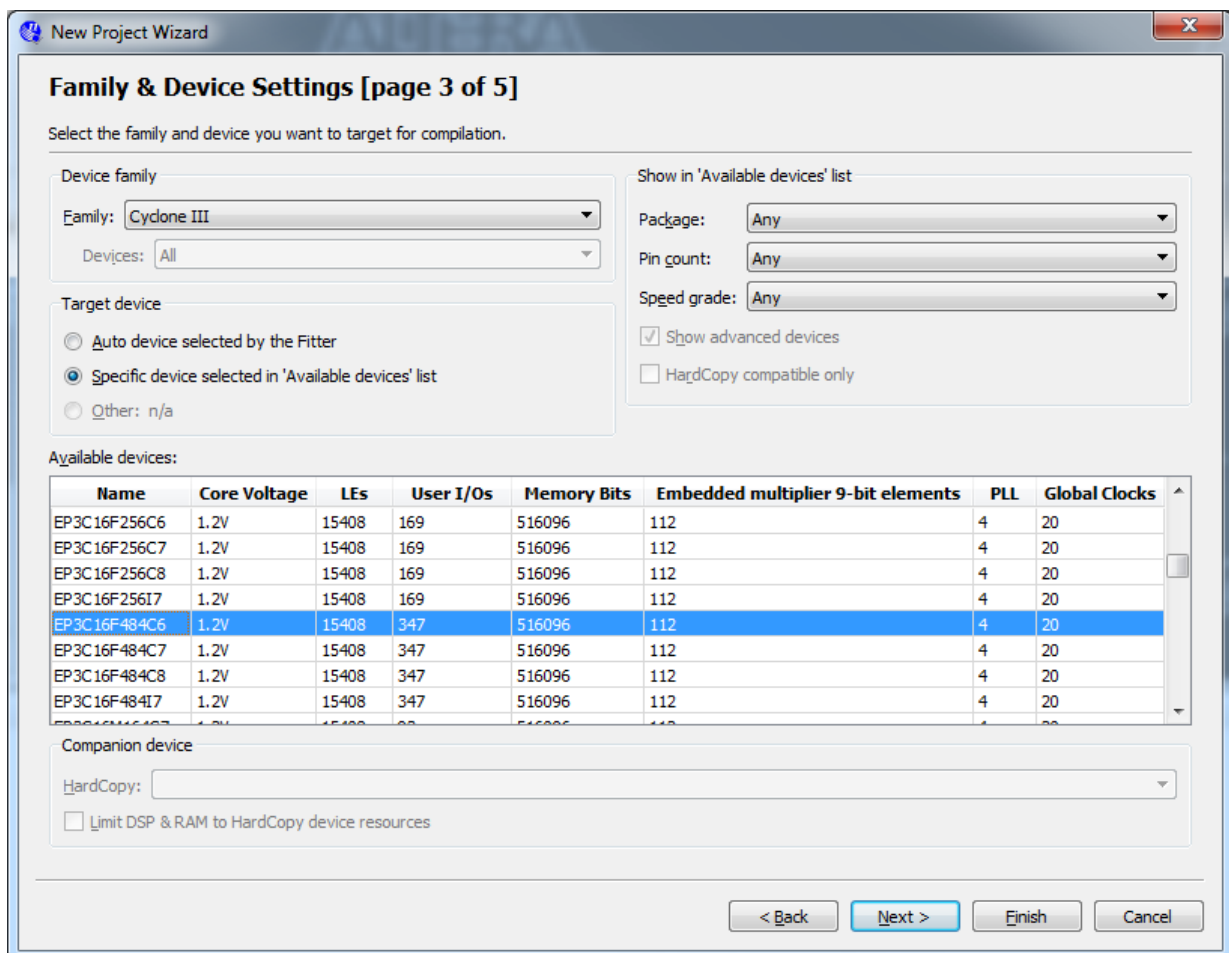 New Project Wizard
Family & Device Settings [page 3 of 5]
Select the family and device you want to target for compilation.
Device family
Family: Cyclone III
Devices: All
Target device
Auto device selected by the Fitter
Specific device selected in 'Available devices' list
Other: n/a
Show in 'Available devices' list
Package: Any
Pin count: Any
Speed grade: Any
Show advanced devices
HardCopy compatible only
Available devices:
Name Core Voltage LEs User I/Os Memory Bits Embedded multiplier 9-bit elements PLL Global Clocks
EP3C16F256C6 1.2V 15408 169 516096 112 4 20
EP3C16F256C7 1.2V 15408 169 516096 112 4 20
EP3C16F256C8 1.2V 15408 169 516096 112 4 20
EP3C16F256I7 1.2V 15408 169 516096 112 4 20
EP3C16F484C6 1.2V 15408 347 516096 112 4 20
EP3C16F484C7 1.2V 15408 347 516096 112 4 20
EP3C16F484C8 1.2V 15408 347 516096 112 4 20
EP3C16F484I7 1.2V 15408 347 516096 112 4 20
Companion device
HardCopy:
Limit DSP & RAM to HardCopy device resources
< Back Next > Finish Cancel